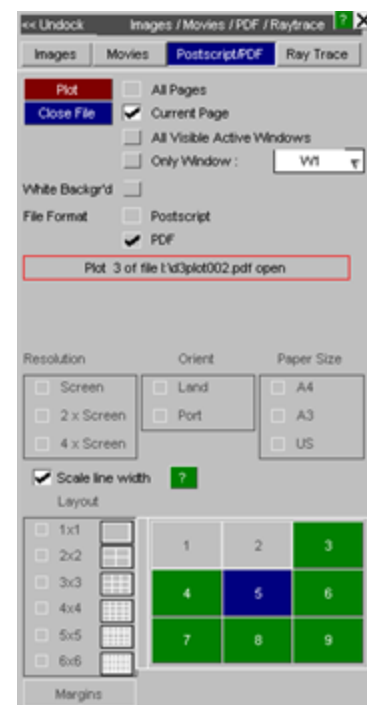 << Undock Images / Movies / PDF / Raytrace ? X
Images Movies Postscript/PDF Ray Trace
Plot All Pages
Close File Current Page
All Visible Active Windows
Only Window : W1
White Backgr'd
File Format Postscript
PDF
Plot 3 of file I:\d3plot002.pdf open
Resolution Orient Paper Size
Screen Land A4
2 x Screen Port A3
4 x Screen US
Scale line width ?
Layout
1x1
2x2
3x3
4x4
5x5
6x6
1 2 3
4 5 6
7 8 9
Margins